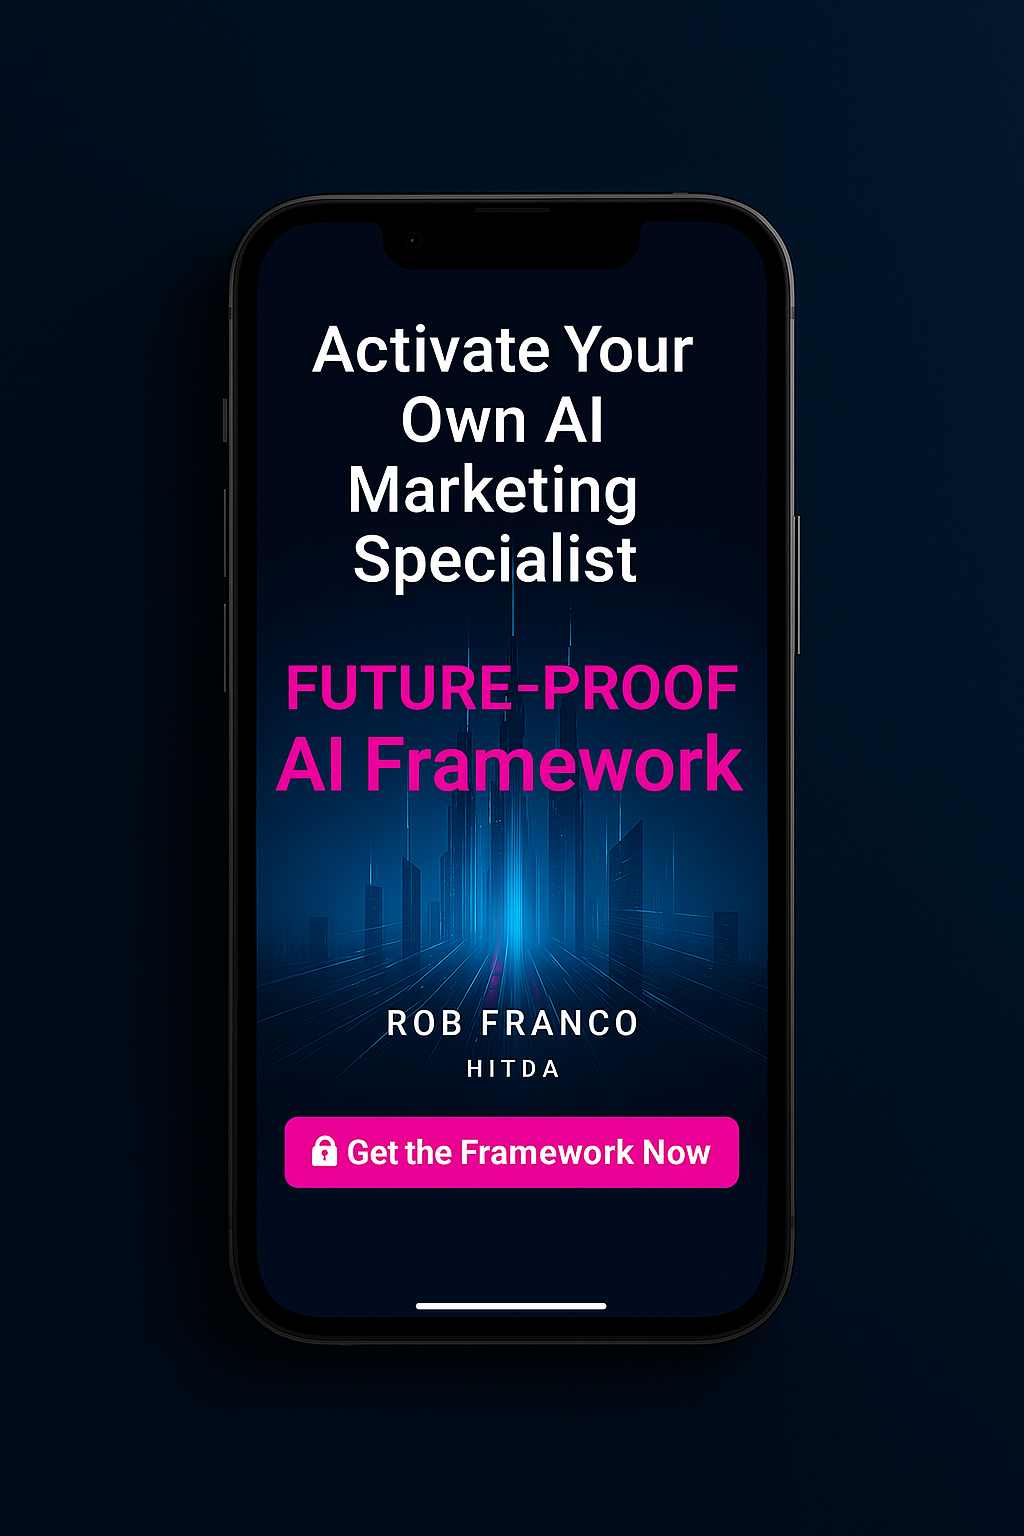 Activate Your
Own AI
Marketing
Specialist
FUTURE-PROOF
AI Framework
ROB FRANCO
HITDA
Get the Framework Now